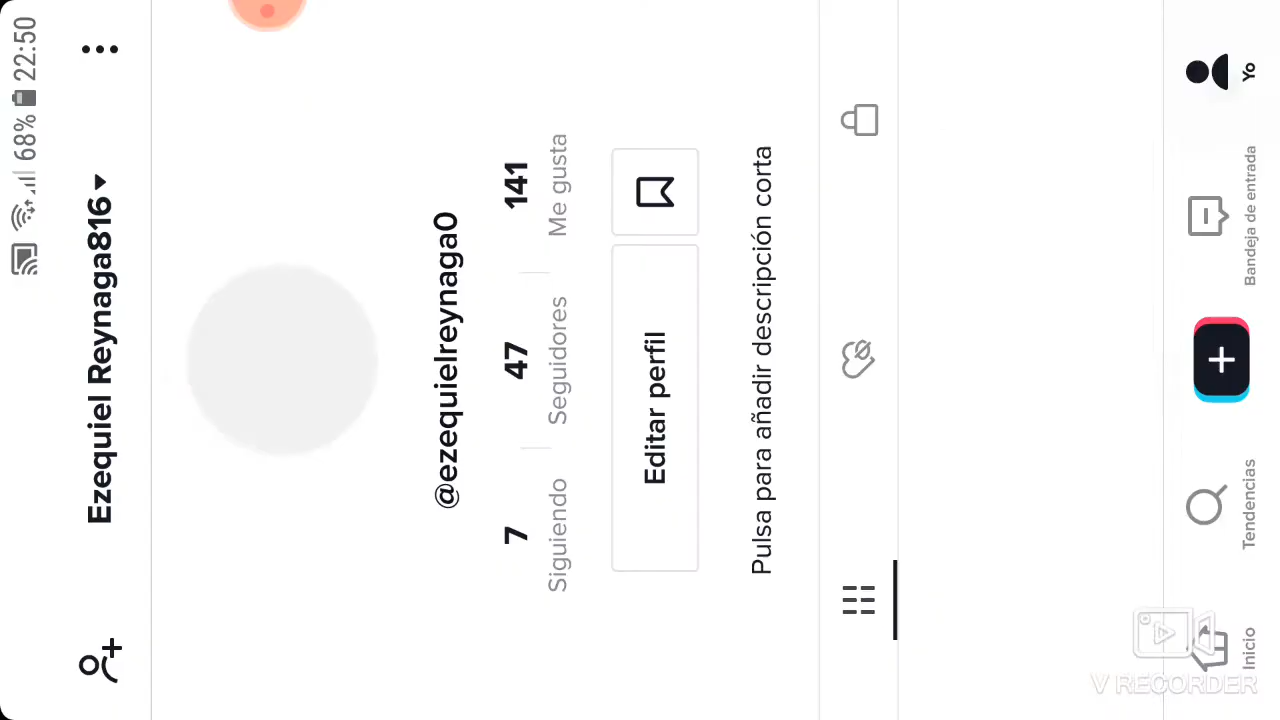 68% 22:50
Ezequiel Reynaga816
@ezequielreynaga0
7 47 141
Siguiendo Seguidores Me gusta
Editar perfil
Pulsa para añadir descripción corta
Inicio Tendencias Bandeja de entrada Yo
V RECORDER